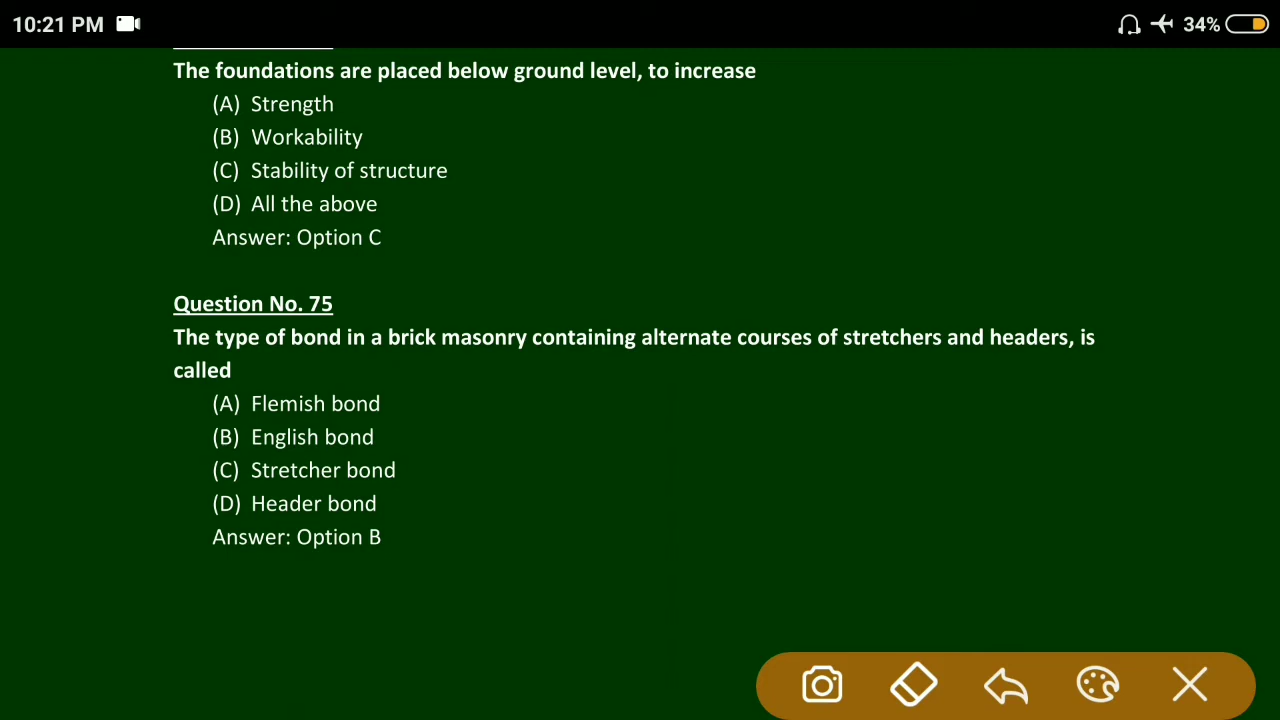 10:21 PM 34%
The foundations are placed below ground level, to increase
(A) Strength
(B) Workability
(C) Stability of structure
(D) All the above
Answer: Option C
Question No. 75
The type of bond in a brick masonry containing alternate courses of stretchers and headers, is
called
(A) Flemish bond
(B) English bond
(C) Stretcher bond
(D) Header bond
Answer: Option B